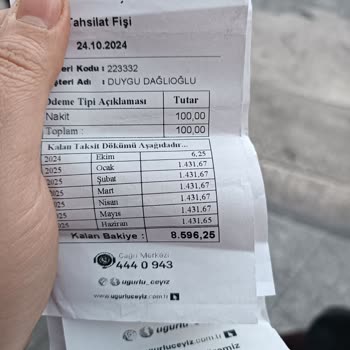 Tahsilat Fişi
24.10.2024
eri Kodu : 223332
şteri Adı : DUYGU DAĞLIOĞLU
Ödeme Tipi Açıklaması Tutar
Nakit 100,00
Toplam : 100,00
Kalan Taksit Dökümü Aşağıdadır...
2024 Ekim 6,25
2025 Ocak 1.431,67
2025 Şubat 1.431,67
2025 Mart 1.431,67
2025 Nisan 1.431,67
2025 Mayıs 1.431,67
2025 Haziran 1.431,65
Kalan Bakiye : 8.596,25
Çağrı Merkezi
444 0 943
ugurlu_ceyiz
www.ugurluceyiz.com.tr
ugurlu
www.ugurluceyiz.com.tr